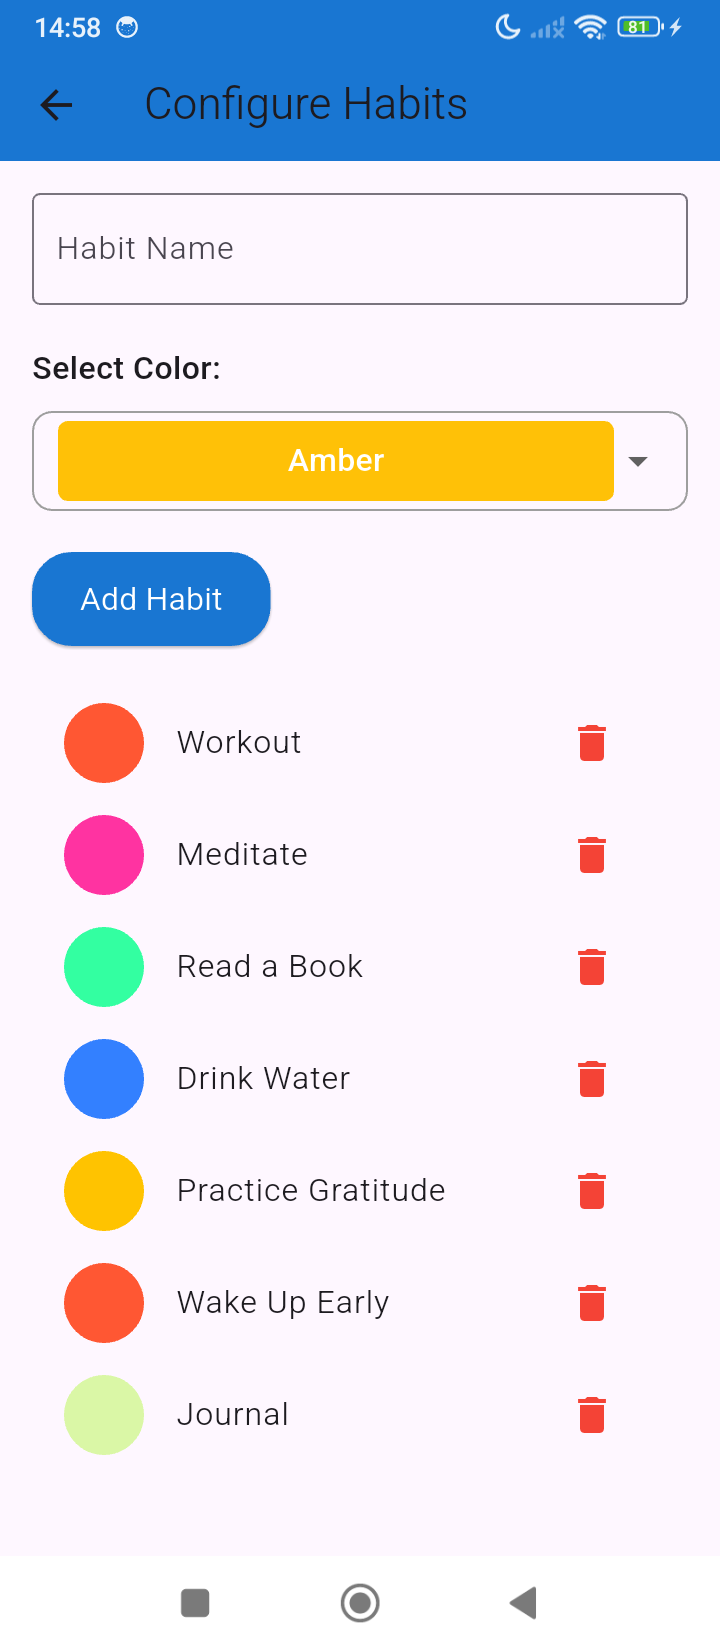 14:58
81
Configure Habits
Habit Name
Select Color:
Amber
Add Habit
Workout
Meditate
Read a Book
Drink Water
Practice Gratitude
Wake Up Early
Journal